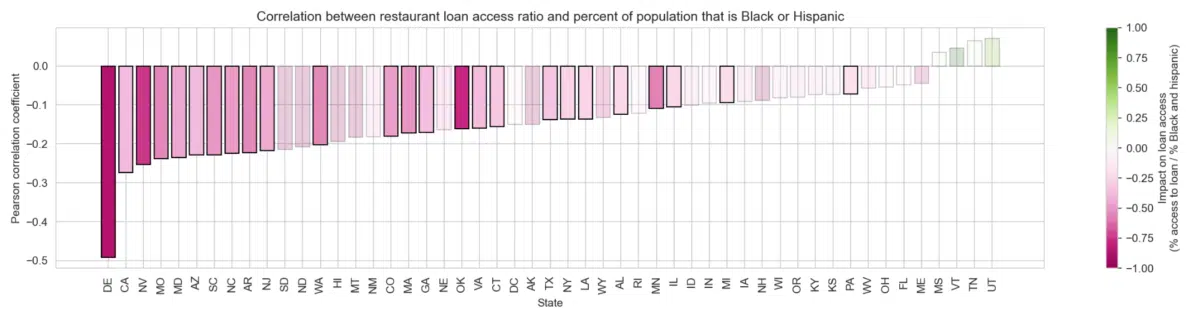 Correlation between restaurant loan access ratio and percent of population that is Black or Hispanic
Pearson correlation coefficient
0.0
−0.1
−0.2
−0.3
−0.4
−0.5
DE CA NV MO MD AZ SC NC AR NJ SD ND WA HI MT NM CO MA GA NE OK VA CT DC AK TX NY LA WY AL RI MN IL ID IN MI IA NH WI OR KY KS PA WV OH FL ME MS VT TN UT
State
1.00
0.75
0.50
0.25
0.00
−0.25
−0.50
−0.75
−1.00
Impact on loan access
(% access to loan / % Black and hispanic)